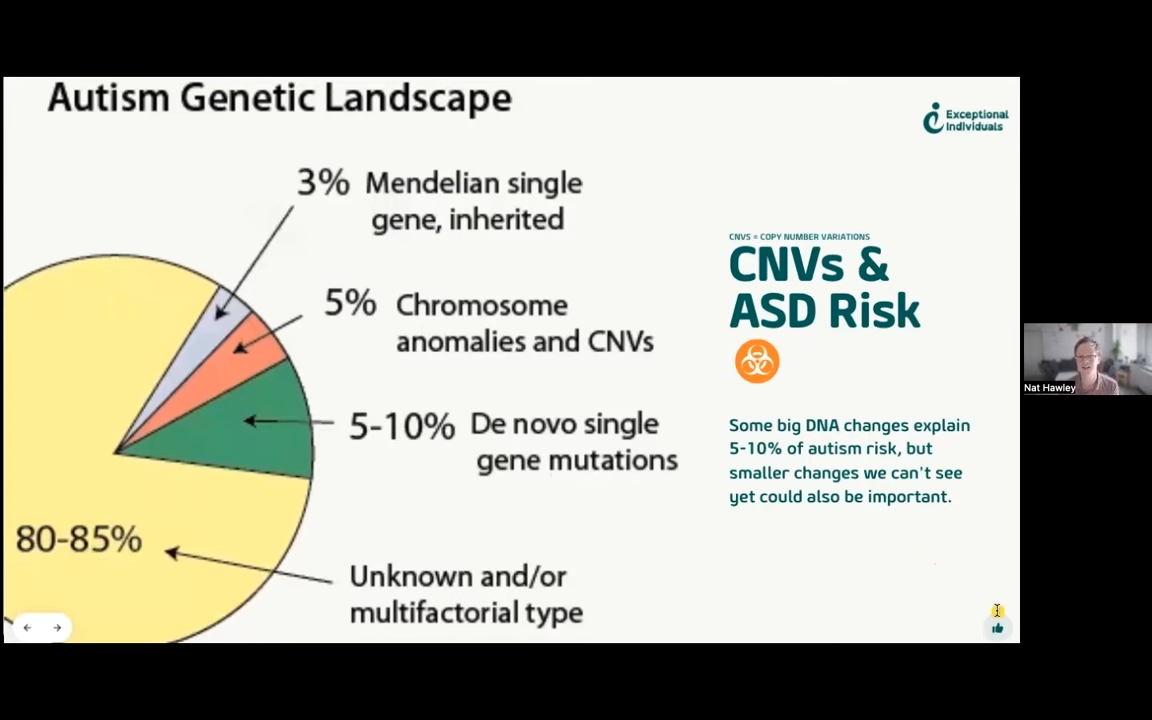 Autism Genetic Landscape
Exceptional
Individuals
3% Mendelian single
gene, inherited
5% Chromosome
anomalies and CNVs
5-10% De novo single
gene mutations
80-85%
Unknown and/or
multifactorial type
CNVS = COPY NUMBER VARIATIONS
CNVs &
ASD Risk
Some big DNA changes explain
5-10% of autism risk, but
smaller changes we can't see
yet could also be important.
Nat Hawley